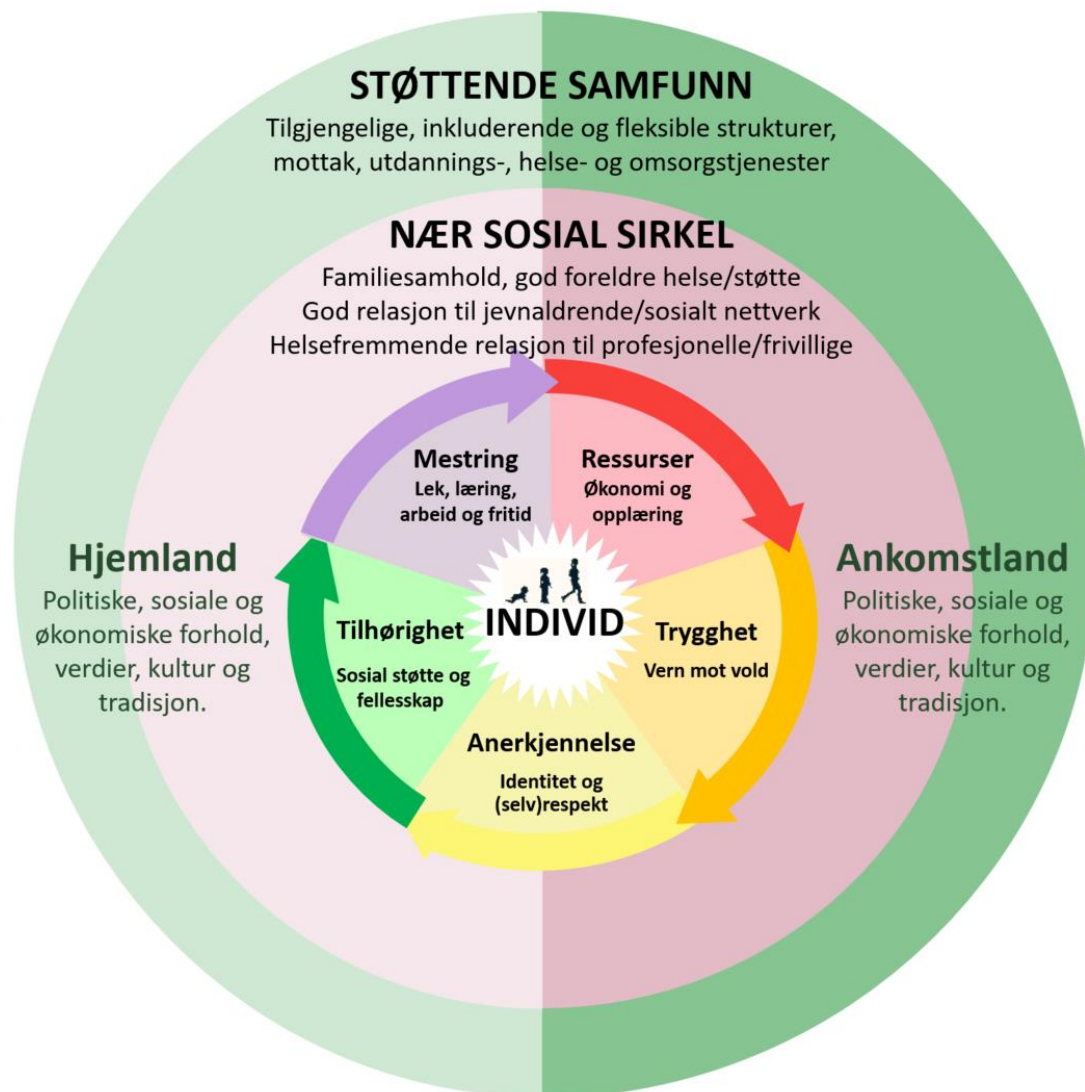 STØTTENDE SAMFUNN
Tilgjengelige, inkluderende og fleksible strukturer,
mottak, utdannings-, helse- og omsorgstjenester
NÆR SOSIAL SIRKEL
Familiesamhold, god foreldre helse/støtte
God relasjon til jevnaldrende/sosialt nettverk
Helsefremmende relasjon til profesjonelle/frivillige
Mestring
Lek, læring,
arbeid og fritid
Ressurser
Økonomi og
opplæring
Hjemland
Politiske, sosiale og
økonomiske forhold,
verdier, kultur og
tradisjon.
Tilhørighet
Sosial støtte og
fellesskap
INDIVID
Trygghet
Vern mot vold
Ankomstland
Politiske, sosiale og
økonomiske forhold,
verdier, kultur og
tradisjon.
Anerkjennelse
Identitet og
(selv)respekt